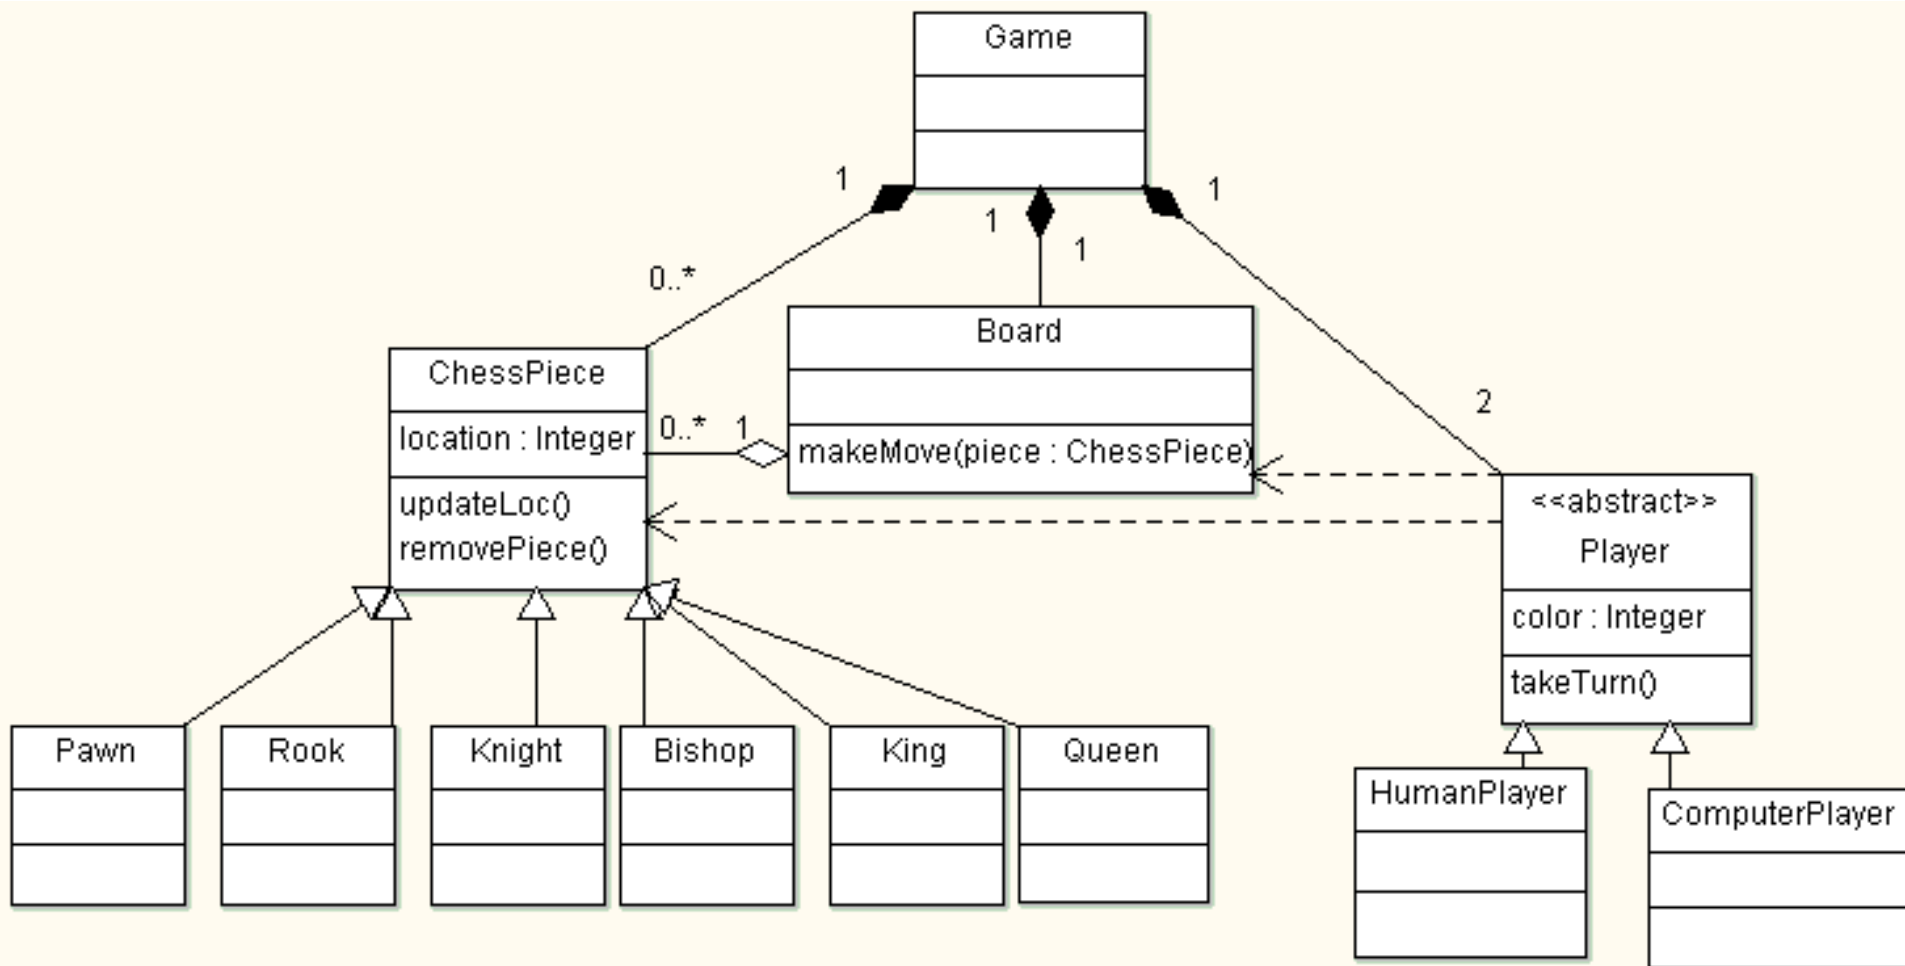 Game
1
1
1
1
0..*
2
Board
makeMove(piece : ChessPiece)
ChessPiece
location : Integer
updateLoc()
removePiece()
0..*
1
<<abstract>>
Player
color : Integer
takeTurn()
Pawn
Rook
Knight
Bishop
King
Queen
HumanPlayer
ComputerPlayer